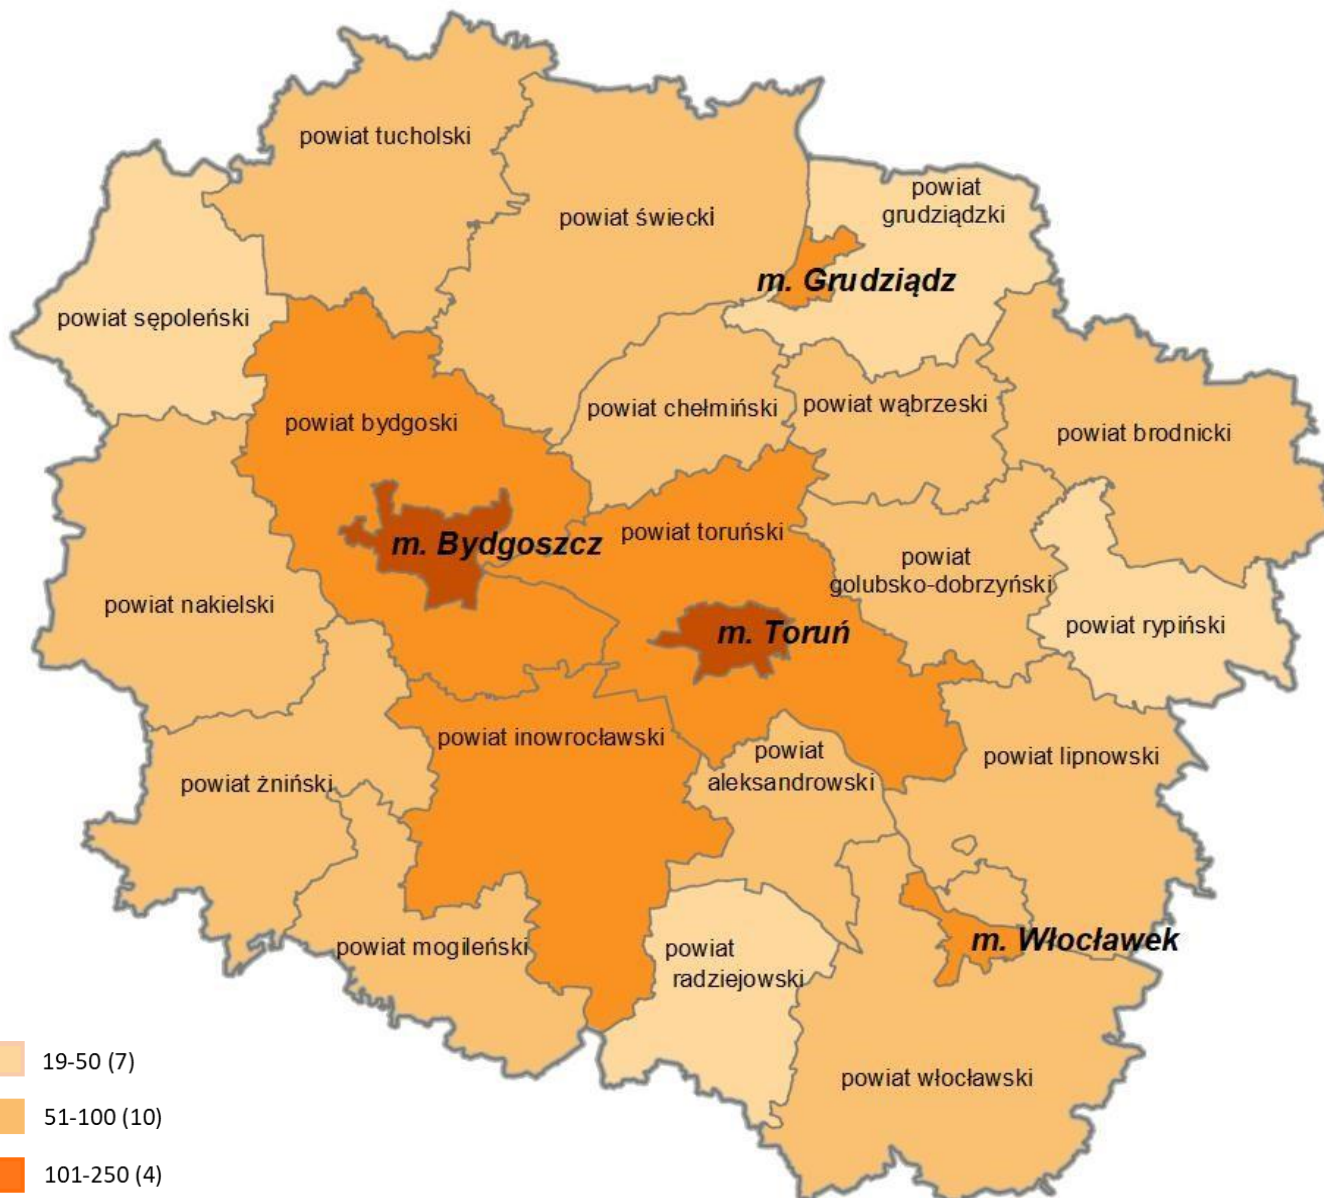 powiat tucholski
powiat świecki
powiat
grudziądzki
m. Grudziądz
powiat sępoleński
powiat bydgoski
powiat chełmiński
powiat wąbrzeski
powiat brodnicki
m. Bydgoszcz
powiat toruński
powiat
golubsko-dobrzyński
powiat nakielski
m. Toruń
powiat rypiński
powiat inowrocławski
powiat
aleksandrowski
powiat lipnowski
powiat żniński
powiat mogileński
powiat
radziejowski
m. Włocławek
powiat włocławski
19-50 (7)
51-100 (10)
101-250 (4)